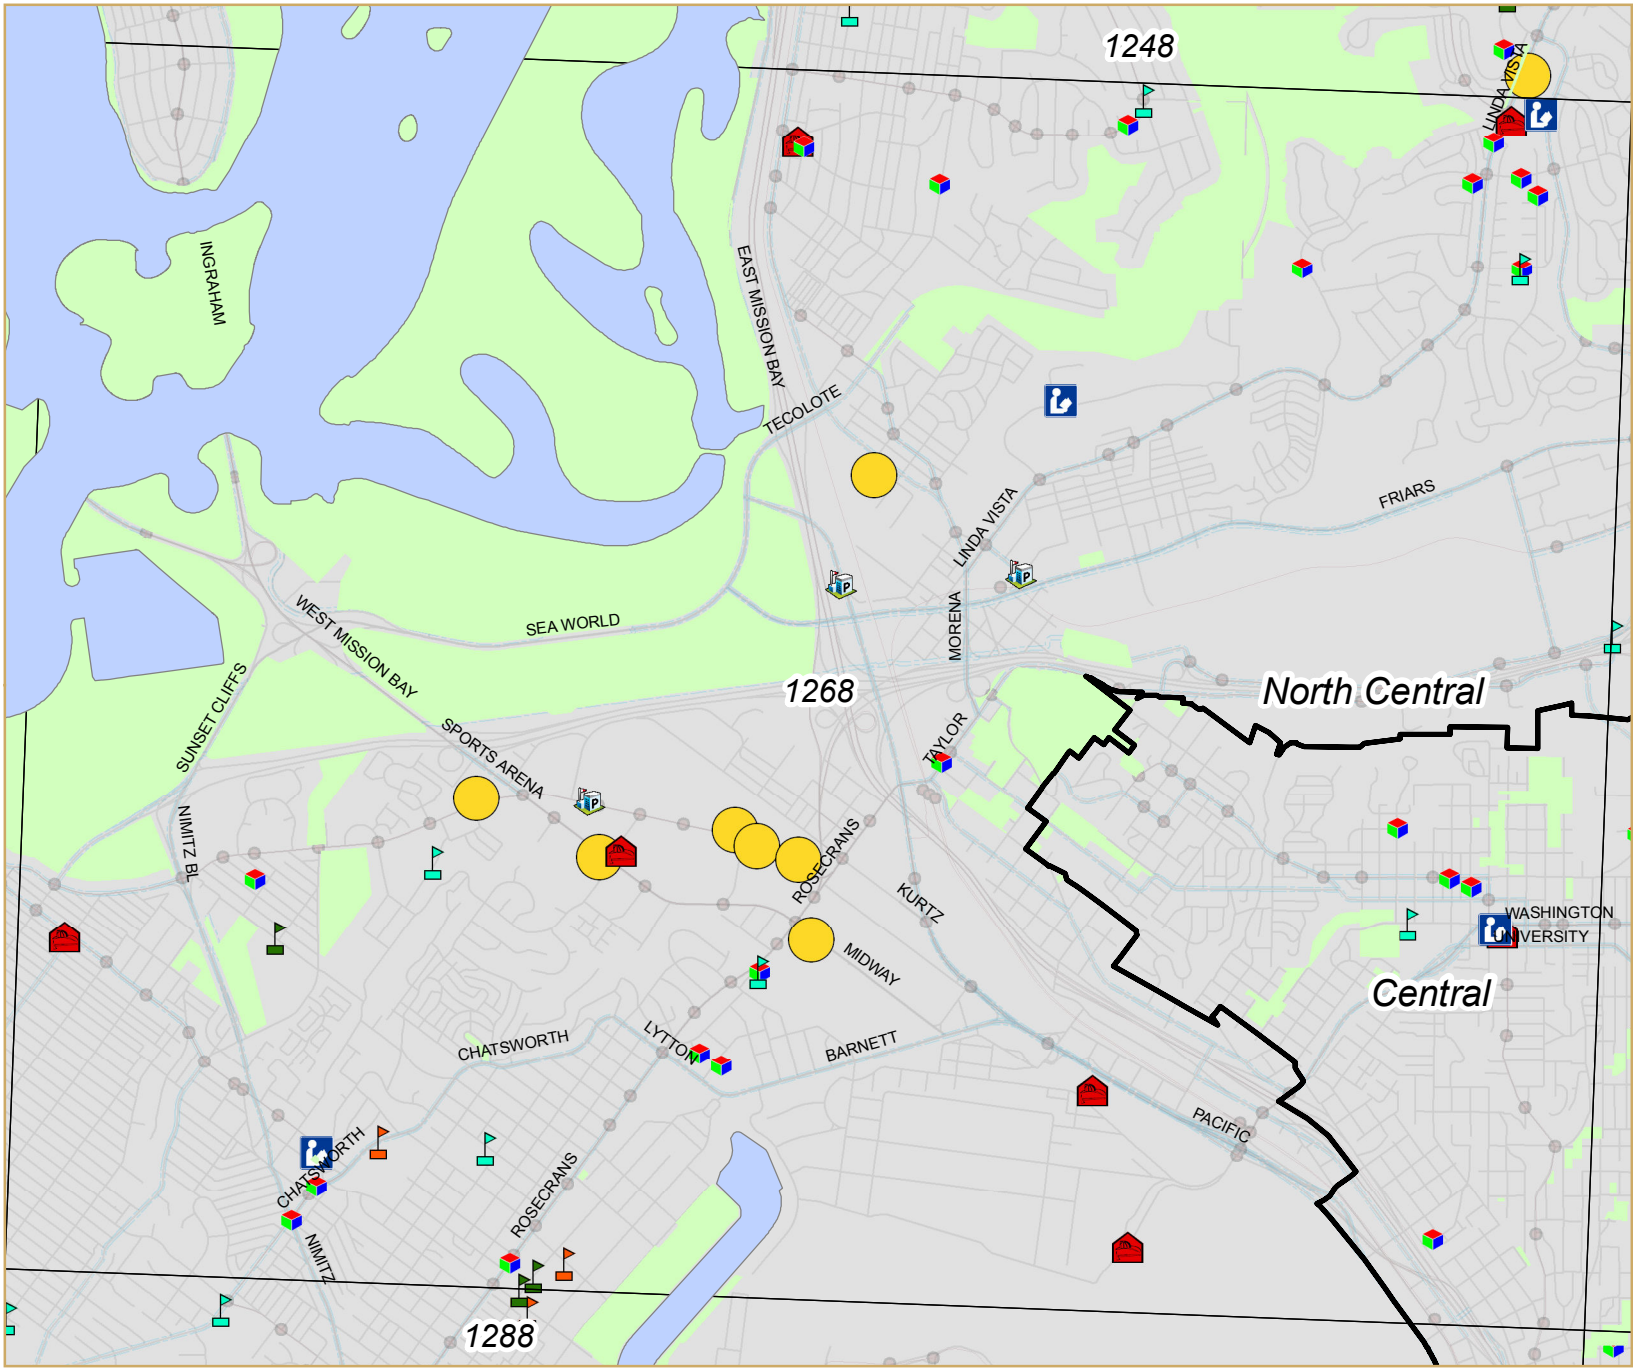 1248
LINDA VISTA
INGRAHAM
EAST MISSION BAY
TECOLOTE
FRIARS
LINDA VISTA
MORENA
SEA WORLD
WEST MISSION BAY
SUNSET CLIFFS
1268
North Central
TAYLOR
SPORTS ARENA
NIMITZ BL
ROSECRANS
KURTZ
WASHINGTON
UNIVERSITY
MIDWAY
Central
CHATSWORTH
LYTTON
BARNETT
PACIFIC
CHATSWORTH
ROSECRANS
NIMITZ
1288
P
P
P